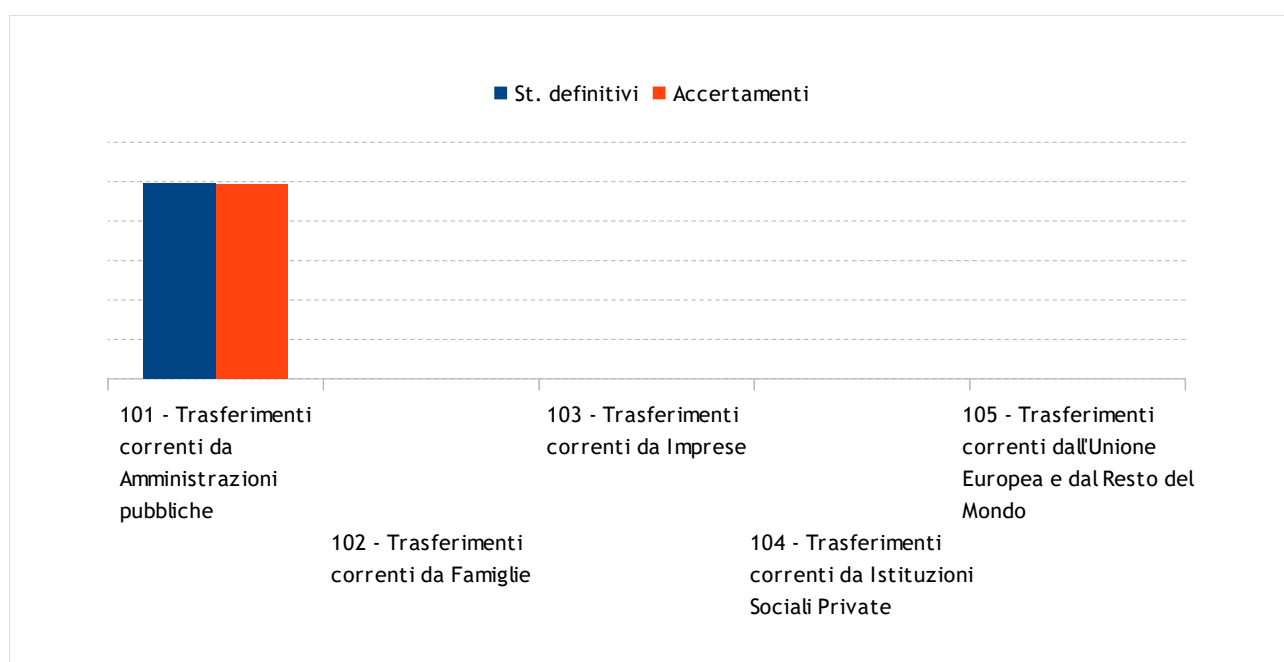 St. definitivi Accertamenti
101 - Trasferimenti
correnti da
Amministrazioni
pubbliche
102 - Trasferimenti
correnti da Famiglie
103 - Trasferimenti
correnti da Imprese
104 - Trasferimenti
correnti da Istituzioni
Sociali Private
105 - Trasferimenti
correnti dall'Unione
Europea e dal Resto del
Mondo